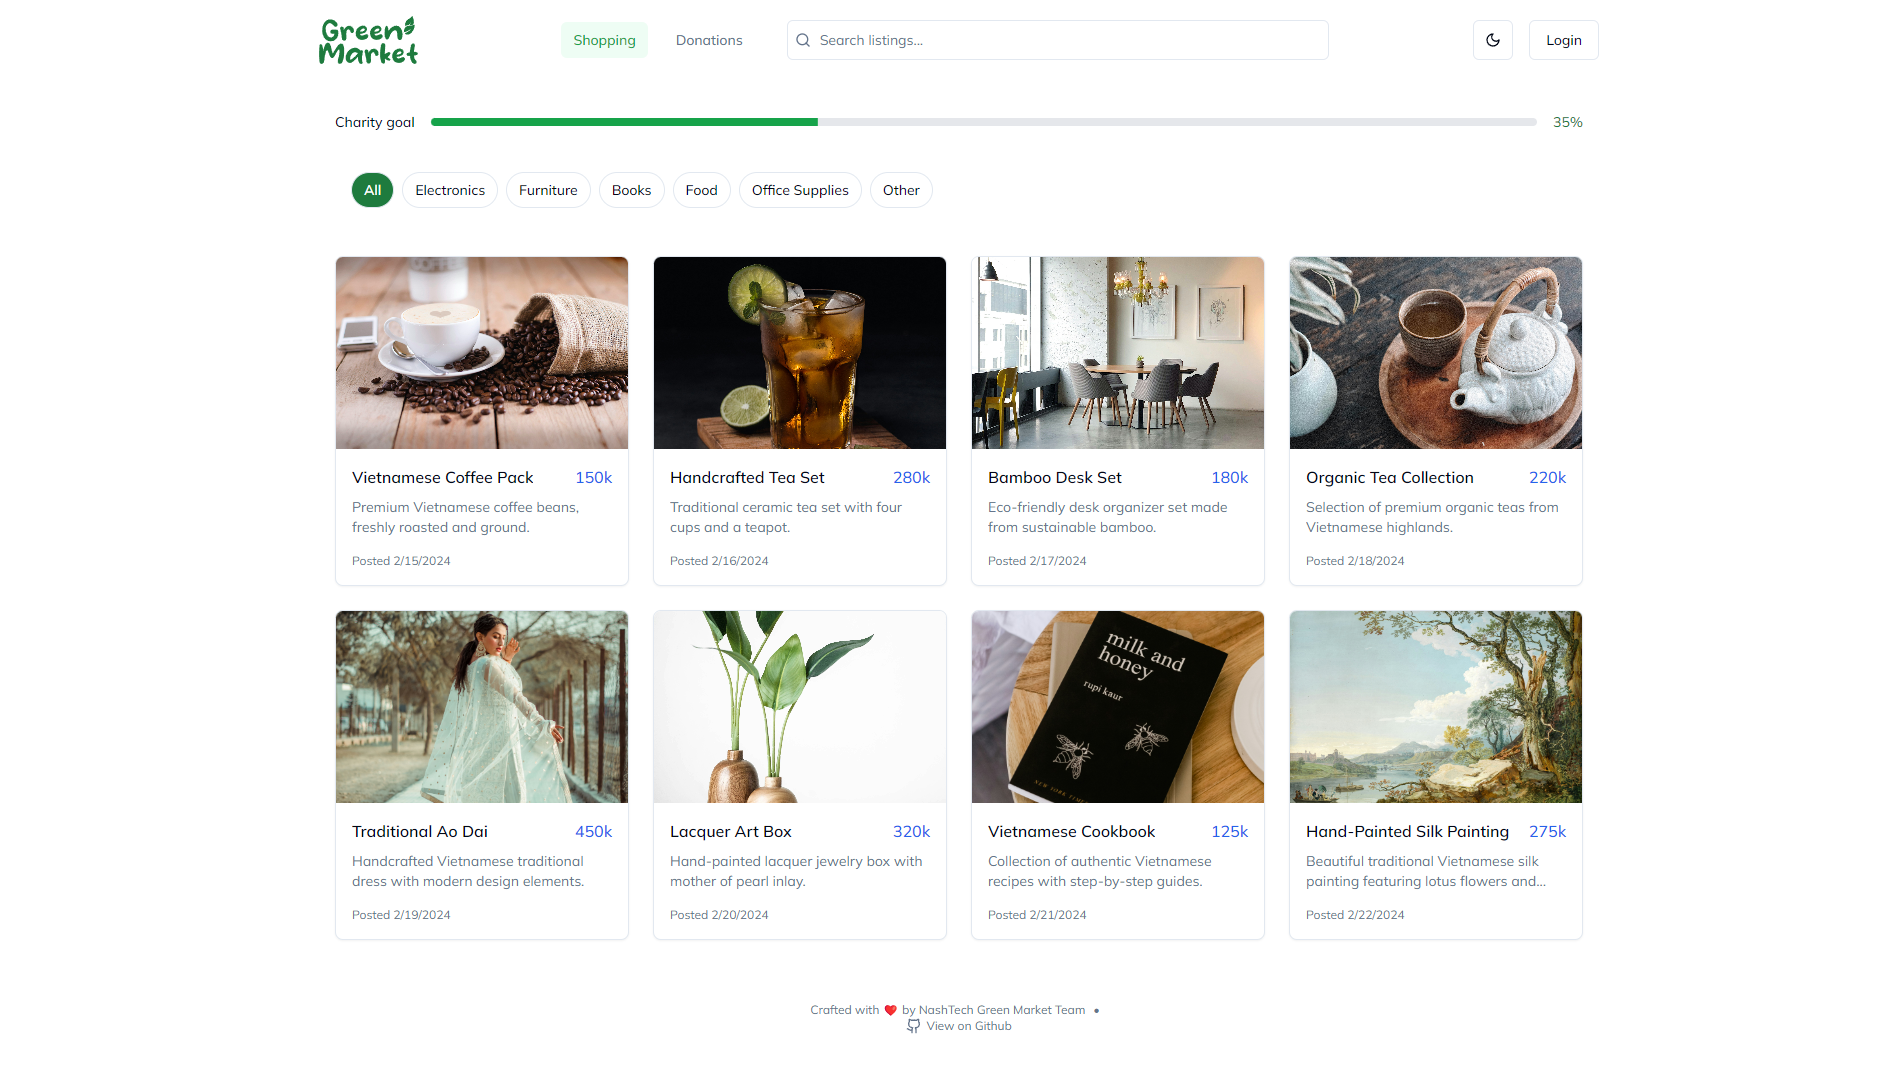 Green Market
Shopping
Donations
Search listings...
Login
Charity goal
35%
All
Electronics
Furniture
Books
Food
Office Supplies
Other
Vietnamese Coffee Pack 150k
Premium Vietnamese coffee beans,
freshly roasted and ground.
Posted 2/15/2024
Handcrafted Tea Set 280k
Traditional ceramic tea set with four
cups and a teapot.
Posted 2/16/2024
Bamboo Desk Set 180k
Eco-friendly desk organizer set made
from sustainable bamboo.
Posted 2/17/2024
Organic Tea Collection 220k
Selection of premium organic teas from
Vietnamese highlands.
Posted 2/18/2024
Traditional Ao Dai 450k
Handcrafted Vietnamese traditional
dress with modern design elements.
Posted 2/19/2024
Lacquer Art Box 320k
Hand-painted lacquer jewelry box with
mother of pearl inlay.
Posted 2/20/2024
milk and
honey
rupi kaur
NEW YORK TIMES
Vietnamese Cookbook 125k
Collection of authentic Vietnamese
recipes with step-by-step guides.
Posted 2/21/2024
Hand-Painted Silk Painting 275k
Beautiful traditional Vietnamese silk
painting featuring lotus flowers and...
Posted 2/22/2024
Crafted with ❤️ by NashTech Green Market Team •
View on Github